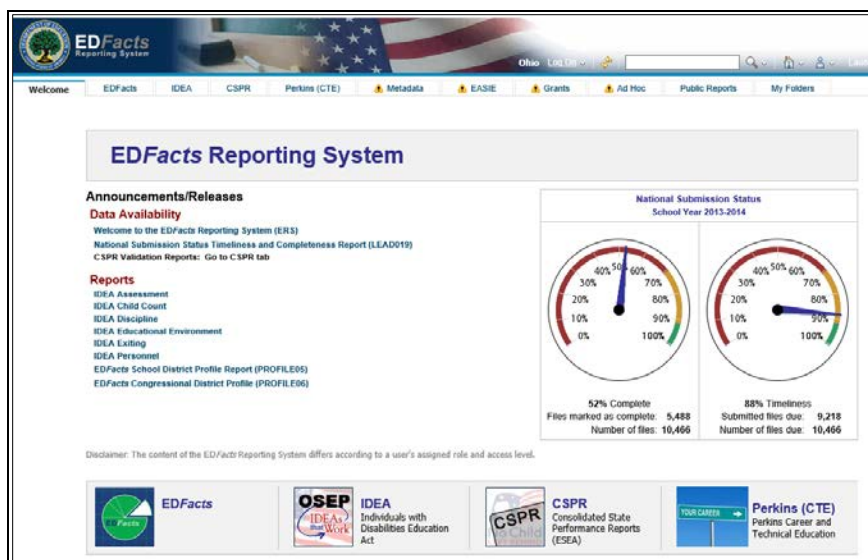 EDFacts
Reporting System
Ohio Log On
Welcome EDFacts IDEA CSPR Perkins (CTE) Metadata EASIE Grants Ad Hoc Public Reports My Folders
EDFacts Reporting System
Announcements/Releases
Data Availability
Welcome to the EDFacts Reporting System (ERS)
National Submission Status Timeliness and Completeness Report (LEAD019)
CSPR Validation Reports: Go to CSPR tab
Reports
IDEA Assessment
IDEA Child Count
IDEA Discipline
IDEA Educational Environment
IDEA Exiting
IDEA Personnel
EDFacts School District Profile Report (PROFILE05)
EDFacts Congressional District Profile (PROFILE06)
National Submission Status
School Year 2013-2014
0% 10% 20% 30% 40% 50% 60% 70% 80% 90% 100%
52% Complete
Files marked as complete: 5,488
Number of files: 10,466
0% 10% 20% 30% 40% 50% 60% 70% 80% 90% 100%
88% Timeliness
Submitted files due: 9,218
Number of files due: 10,466
Disclaimer: The content of the EDFacts Reporting System differs according to a user's assigned role and access level.
EDFacts
EDFacts
OSEP
IDEAs
that Work
IDEA
Individuals with
Disabilities Education
Act
CSPR
CSPR
Consolidated State
Performance Reports
(ESEA)
YOUR CAREER
Perkins (CTE)
Perkins Career and
Technical Education